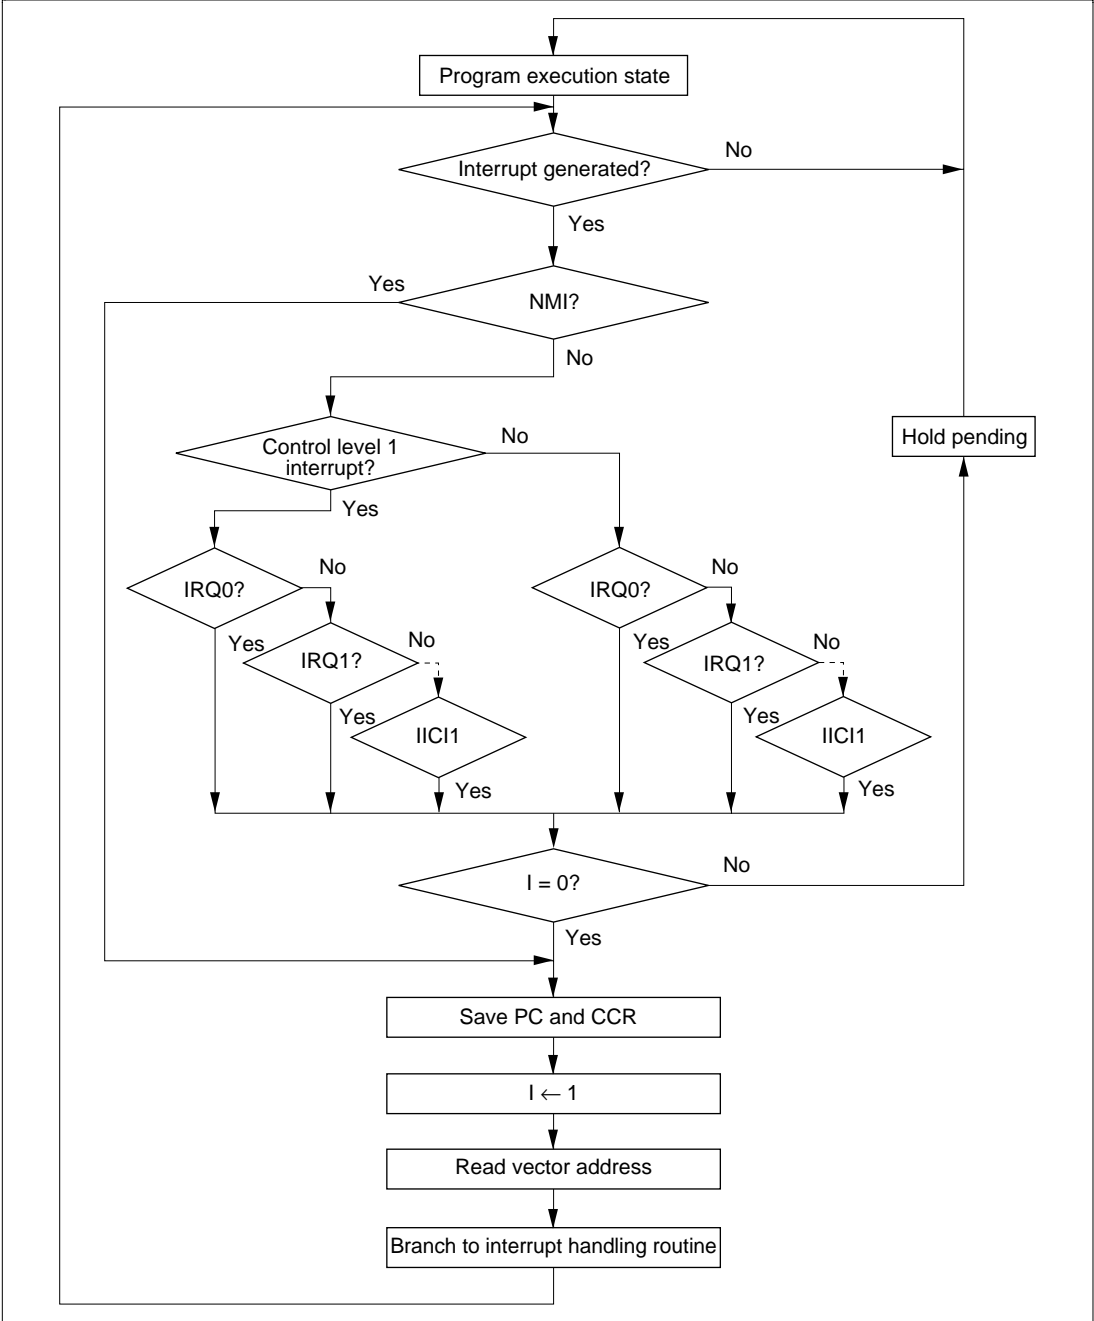 Program execution state
Interrupt generated?
No
Yes
Yes
NMI?
No
Control level 1
interrupt?
No
Hold pending
Yes
IRQ0?
No
IRQ0?
No
Yes
IRQ1?
No
Yes
IRQ1?
No
Yes
IICI1
Yes
IICI1
Yes
Yes
I = 0?
No
Yes
Save PC and CCR
I ← 1
Read vector address
Branch to interrupt handling routine